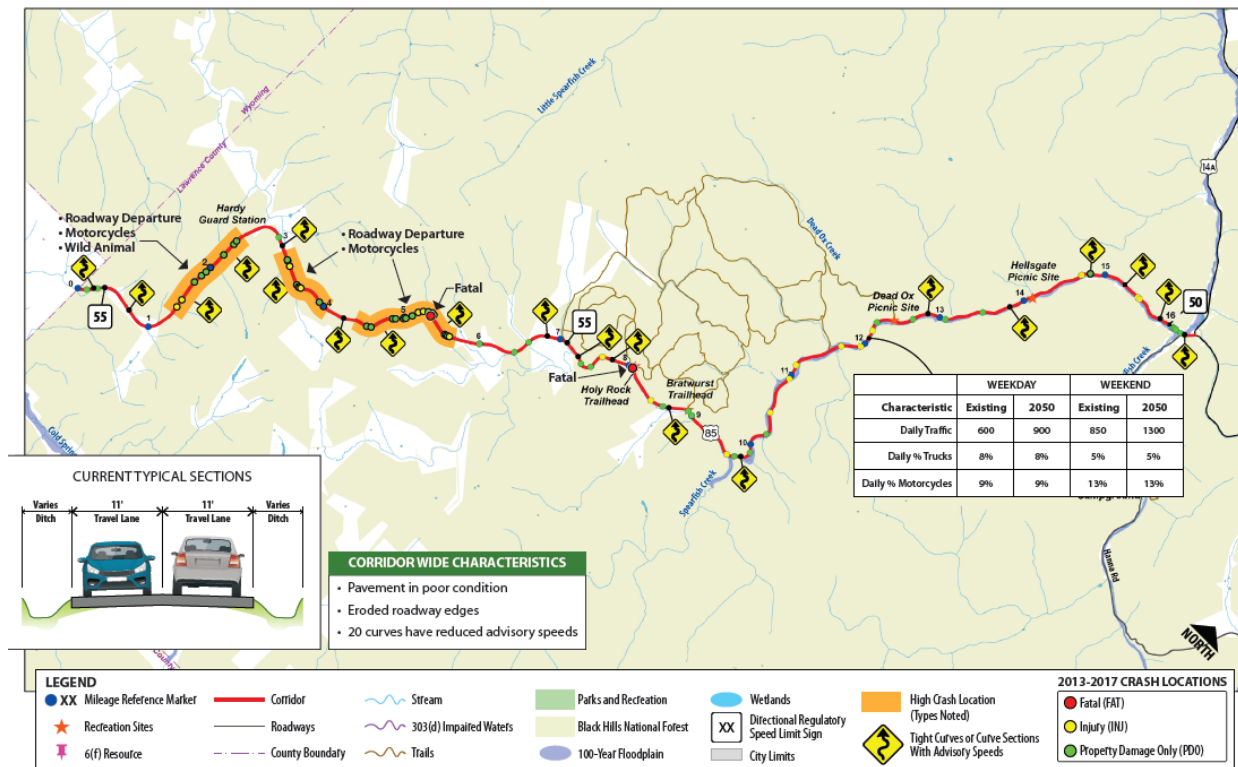 Wyoming
Lawrence County
Little Spearfish Creek
14A
Hardy
Guard Station
• Roadway Departure
• Motorcycles
• Wild Animal
• Roadway Departure
• Motorcycles
Fatal
0
55
1
2
3
4
5
6
7
55
8
Fatal
Holy Rock
Trailhead
Bratwurst
Trailhead
9
85
10
11
12
Dead Ox Creek
Dead Ox
Picnic Site
13
Hellsgate
Picnic Site
14
15
16
50
Spearfish Creek
Hanna Rd
NORTH
WEEKDAY WEEKEND
Characteristic Existing 2050 Existing 2050
Daily Traffic 600 900 850 1300
Daily % Trucks 8% 8% 5% 5%
Daily % Motorcycles 9% 9% 13% 13%
CURRENT TYPICAL SECTIONS
Varies 11' 11' Varies
Ditch Travel Lane Travel Lane Ditch
CORRIDOR WIDE CHARACTERISTICS
• Pavement in poor condition
• Eroded roadway edges
• 20 curves have reduced advisory speeds
LEGEND
XX Mileage Reference Marker
Recreation Sites
6(f) Resource
Corridor
Roadways
County Boundary
Stream
303(d) Impaired Waters
Trails
Parks and Recreation
Black Hills National Forest
100-Year Floodplain
Wetlands
XX Directional Regulatory
Speed Limit Sign
City Limits
High Crash Location
(Types Noted)
Tight Curves of Curve Sections
With Advisory Speeds
2013-2017 CRASH LOCATIONS
Fatal (FAT)
Injury (INJ)
Property Damage Only (PDO)